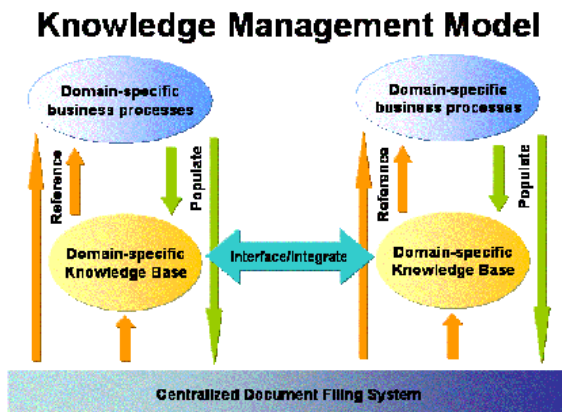 Knowledge Management Model
Domain-specific
business processes
Domain-specific
business processes
Reference
Populate
Reference
Populate
Domain-specific
Knowledge Base
Interface/Integrate
Domain-specific
Knowledge Base
Centralized Document Filing System